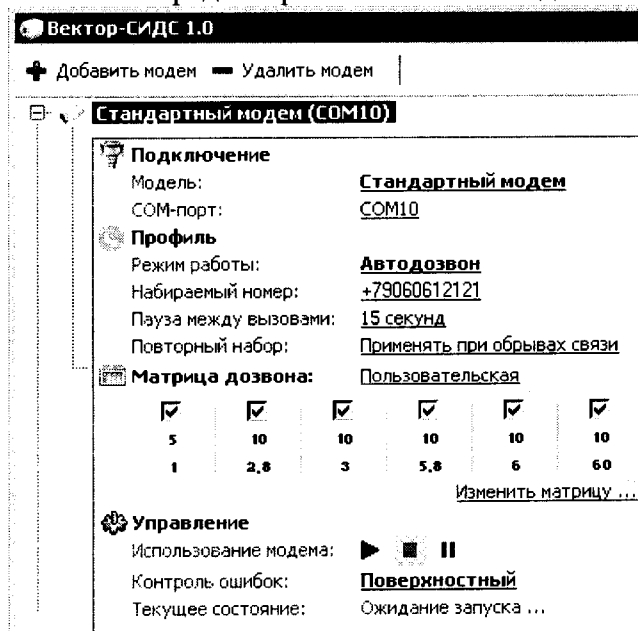 Вектор-СИДС 1.0
Добавить модем Удалить модем
Стандартный модем (COM10)
Подключение
Модель: Стандартный модем
COM-порт: COM10
Профиль
Режим работы: Автодозвон
Набираемый номер: +79060612121
Пауза между вызовами: 15 секунд
Повторный набор: Применять при обрывах связи
Матрица дозвона: Пользовательская
5 10 10 10 10 10
1 2,8 3 5,8 6 60
Изменить матрицу ...
Управление
Использование модема:
Контроль ошибок: Поверхностный
Текущее состояние: Ожидание запуска ...